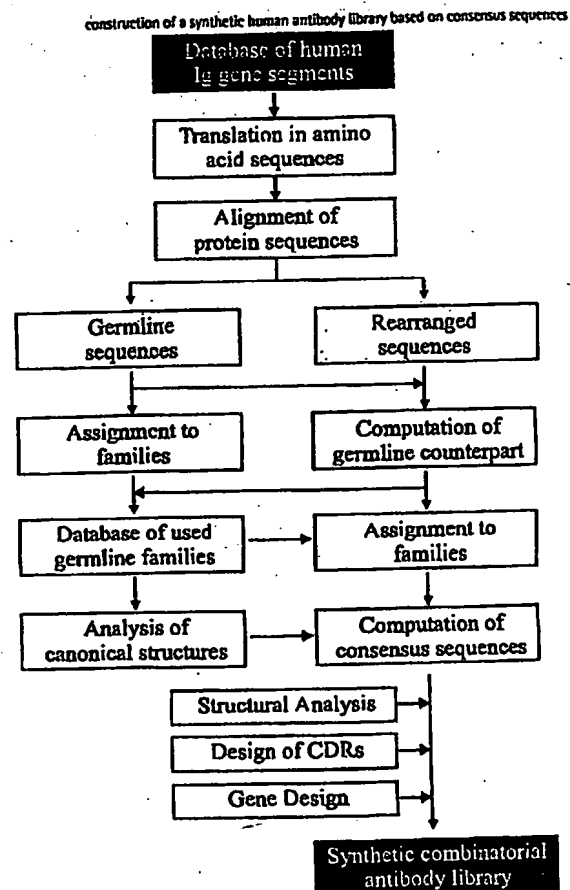 construction of a synthetic human antibody library based on consensus sequences
Database of human
Ig gene segments
Translation in amino
acid sequences
Alignment of
protein sequences
Germline
sequences
Rearranged
sequences
Assignment to
families
Computation of
germline counterpart
Database of used
germline families
Assignment to
families
Analysis of
canonical structures
Computation of
consensus sequences
Structural Analysis
Design of CDRs
Gene Design
Synthetic combinatorial
antibody library